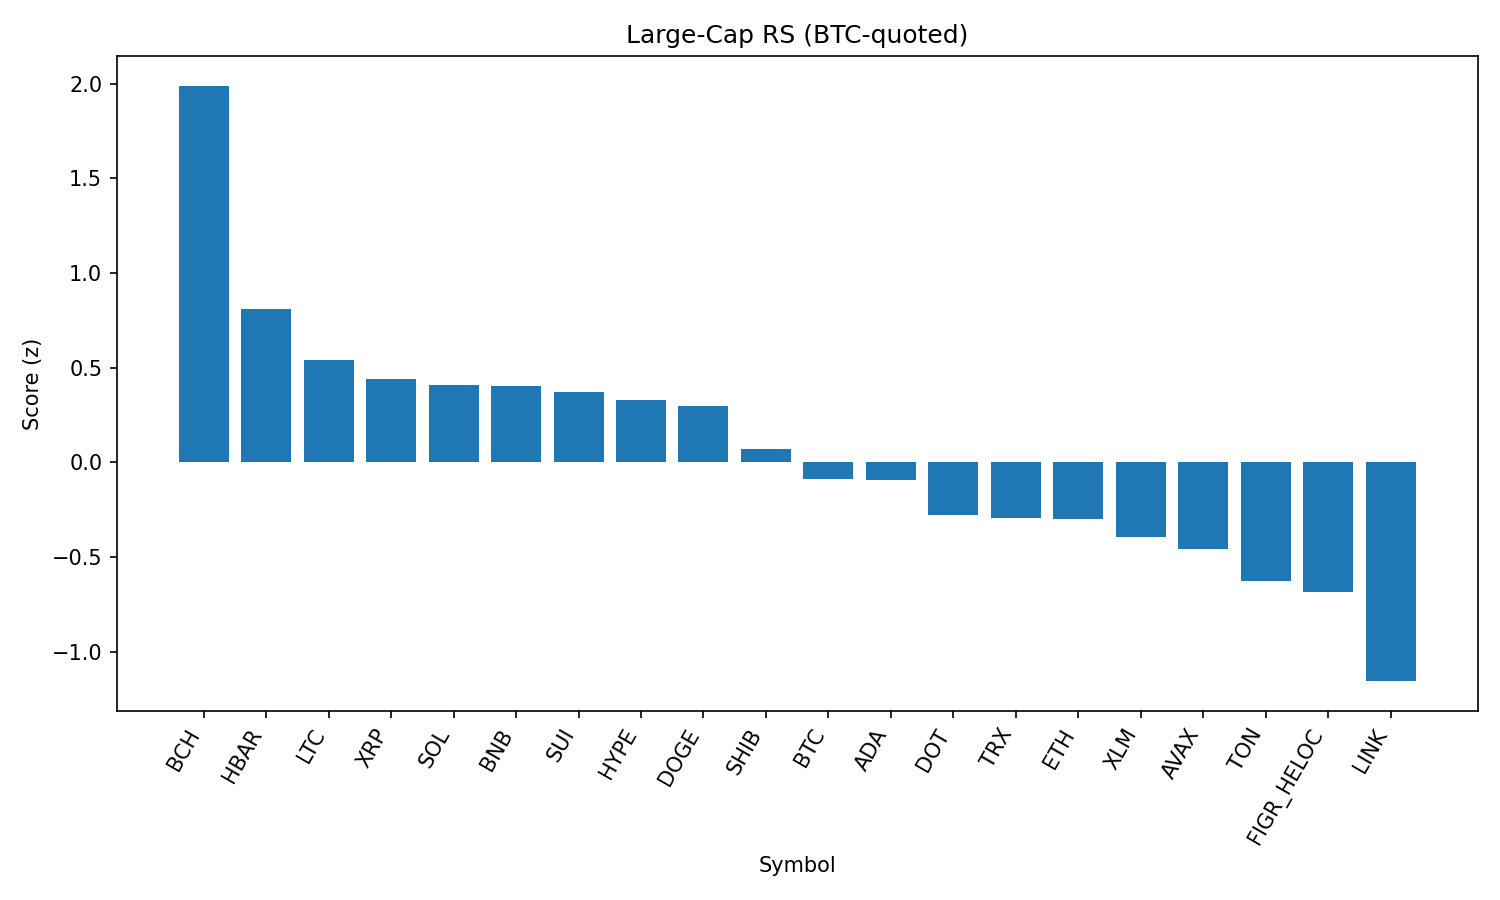 Large-Cap RS (BTC-quoted)
Score (z)
2.0
1.5
1.0
0.5
0.0
−0.5
−1.0
BCH
HBAR
LTC
XRP
SOL
BNB
SUI
HYPE
DOGE
SHIB
BTC
ADA
DOT
TRX
ETH
XLM
AVAX
TON
FIGR_HELOC
LINK
Symbol